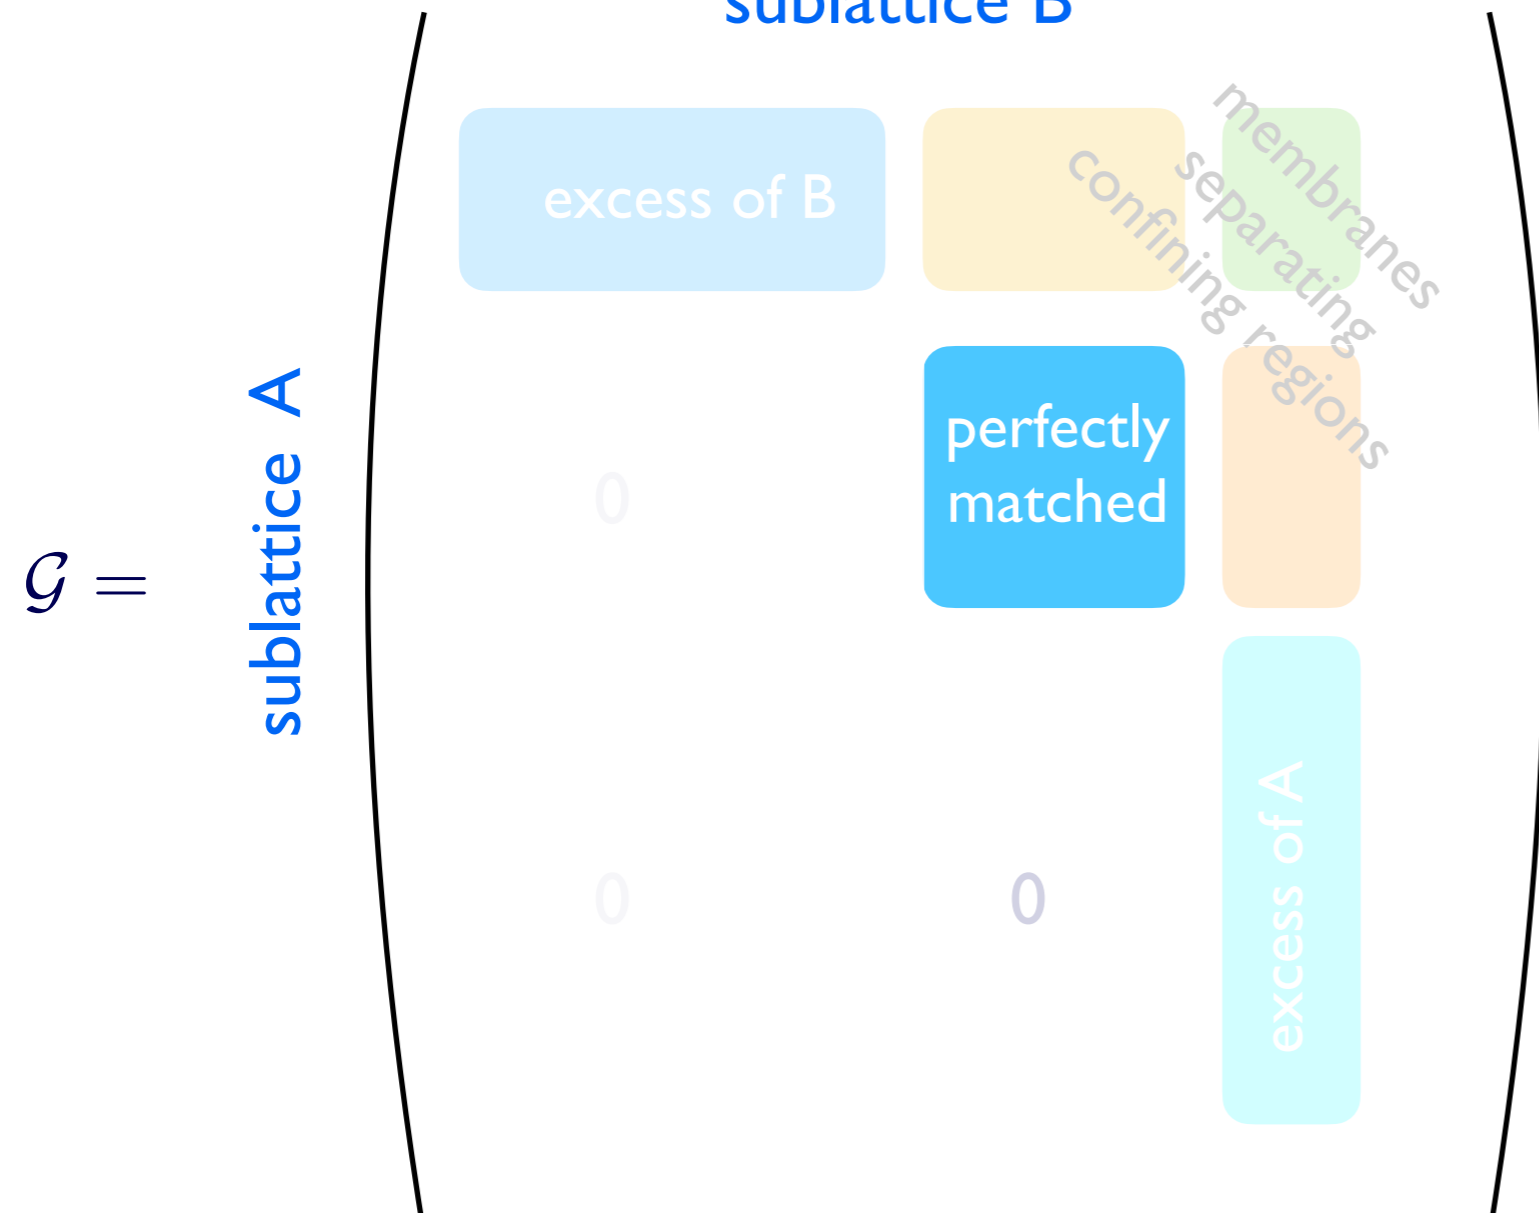 sublattice B
membranes
separating
confining regions
excess of B
perfectly
matched
sublattice A
0
𝒢 =
0
0
excess of A